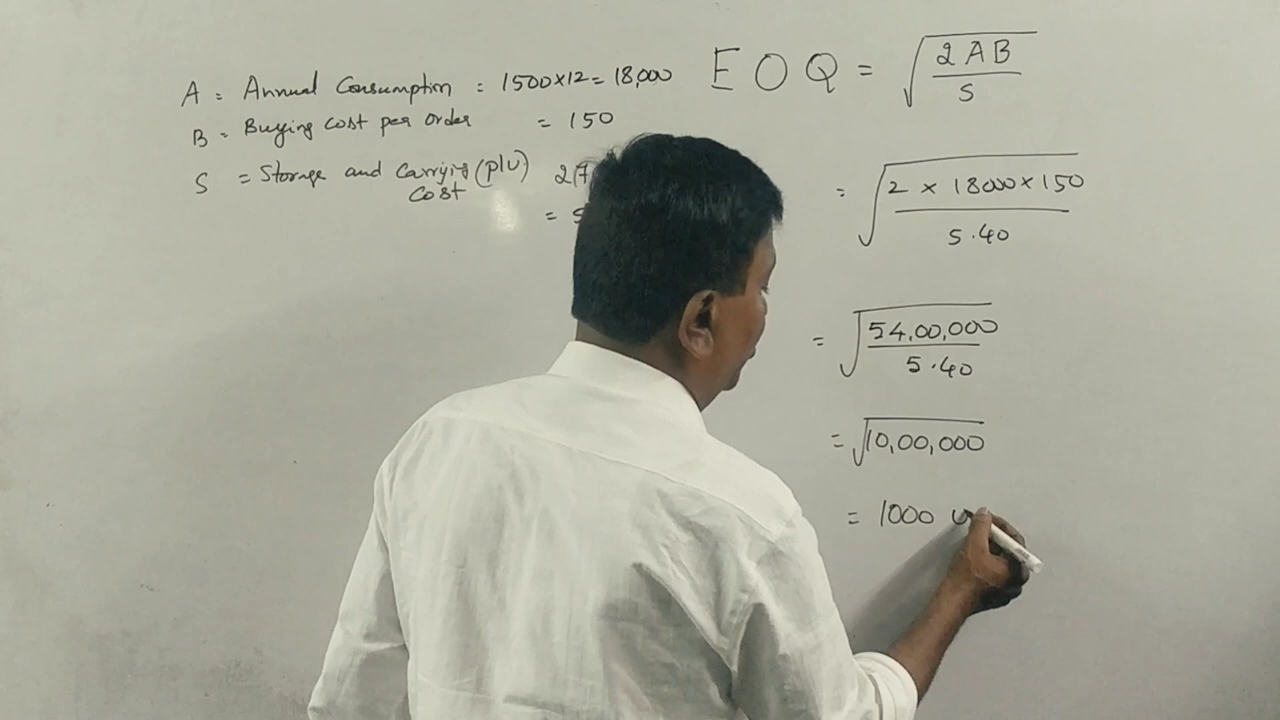 A = Annual Consumption = 1500×12 = 18,000
B = Buying Cost per Order = 150
S = Storage and Carrying (p/u)
Cost
=
E O Q = √(2AB / S)
= √(2 × 18000 × 150 / 5.40)
= √(54,00,000 / 5.40)
= √10,00,000
= 1000